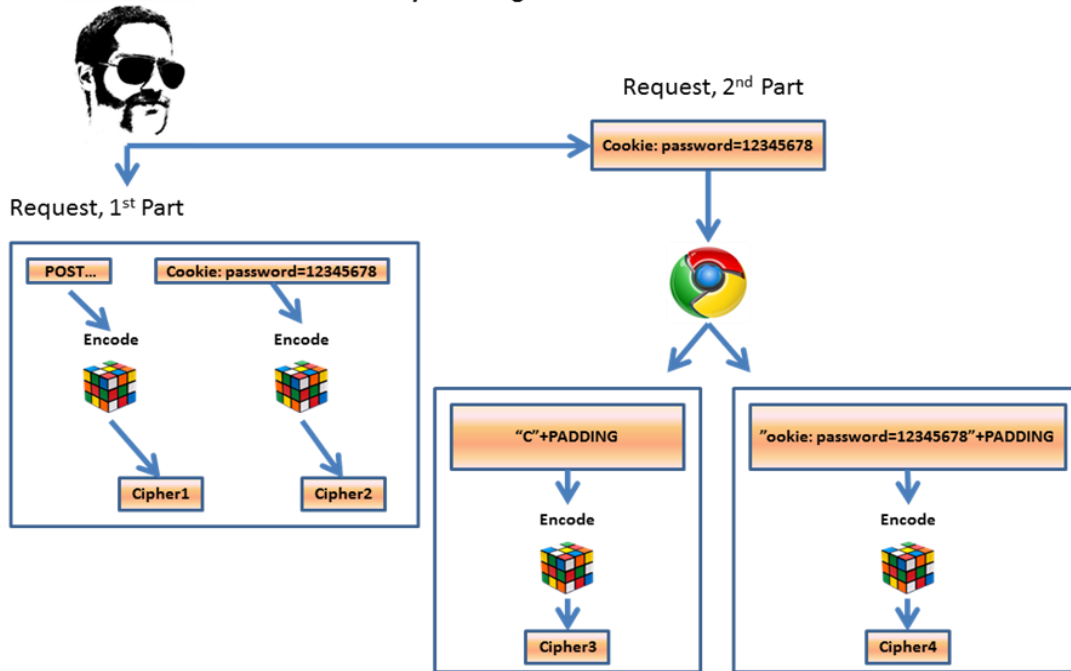 Request, 2nd Part
Cookie: password=12345678
Request, 1st Part
POST...
Cookie: password=12345678
Encode
Encode
Cipher1
Cipher2
“C”+PADDING
”ookie: password=12345678”+PADDING
Encode
Encode
Cipher3
Cipher4